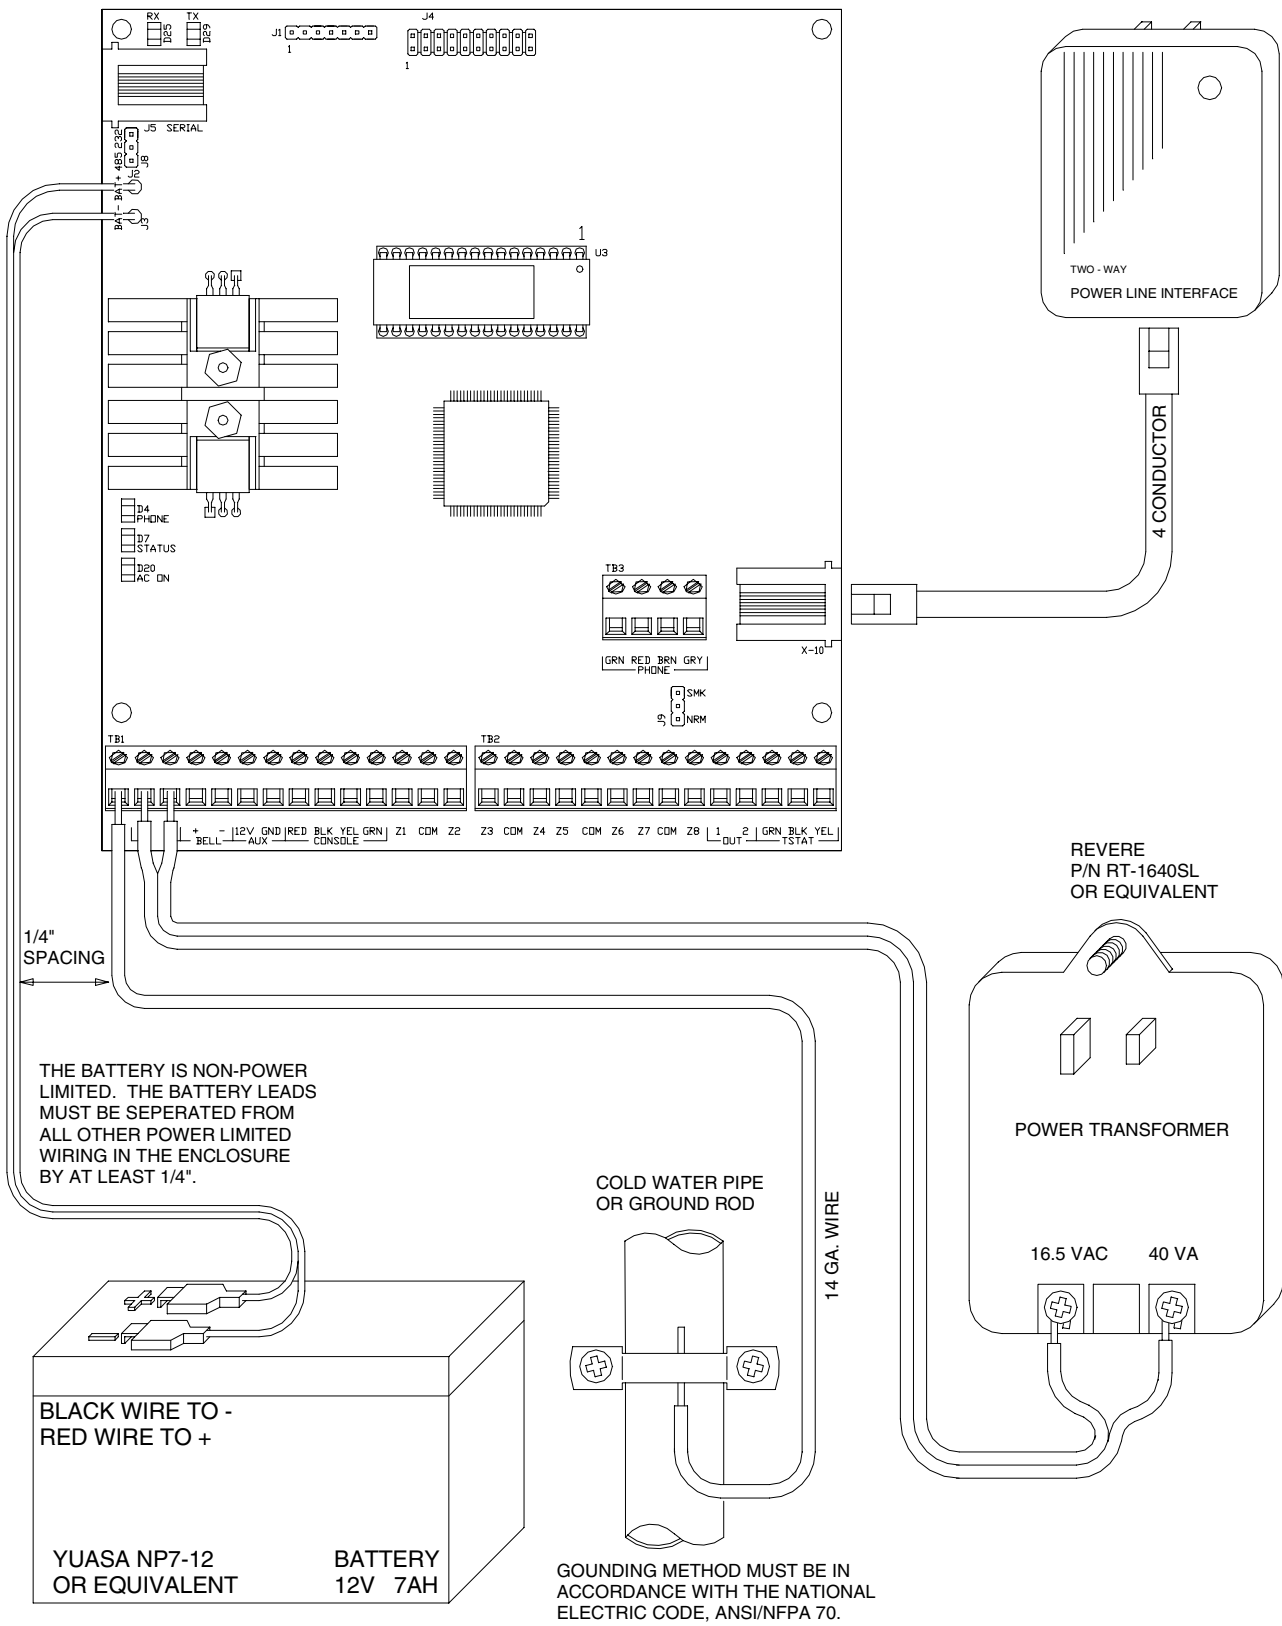 RX TX
D25 D29
J1
1
J4
1
J5 SERIAL
485 232
J8
J2
BAT+
BAT-
J3
1
U3
TWO - WAY
POWER LINE INTERFACE
4 CONDUCTOR
D4
PHONE
D7
STATUS
D20
AC ON
TB3
GRN RED BRN GRY
PHONE
X-10
SMK
J9
NRM
TB1
TB2
+ - 12V GND RED BLK YEL GRN Z1 COM Z2
BELL AUX CONSOLE
Z3 COM Z4 Z5 COM Z6 Z7 COM Z8 1 2 GRN BLK YEL
OUT TSTAT
REVERE
P/N RT-1640SL
OR EQUIVALENT
1/4"
SPACING
THE BATTERY IS NON-POWER
LIMITED. THE BATTERY LEADS
MUST BE SEPERATED FROM
ALL OTHER POWER LIMITED
WIRING IN THE ENCLOSURE
BY AT LEAST 1/4".
POWER TRANSFORMER
16.5 VAC 40 VA
COLD WATER PIPE
OR GROUND ROD
14 GA. WIRE
BLACK WIRE TO -
RED WIRE TO +
YUASA NP7-12
OR EQUIVALENT
BATTERY
12V 7AH
GOUNDING METHOD MUST BE IN
ACCORDANCE WITH THE NATIONAL
ELECTRIC CODE, ANSI/NFPA 70.